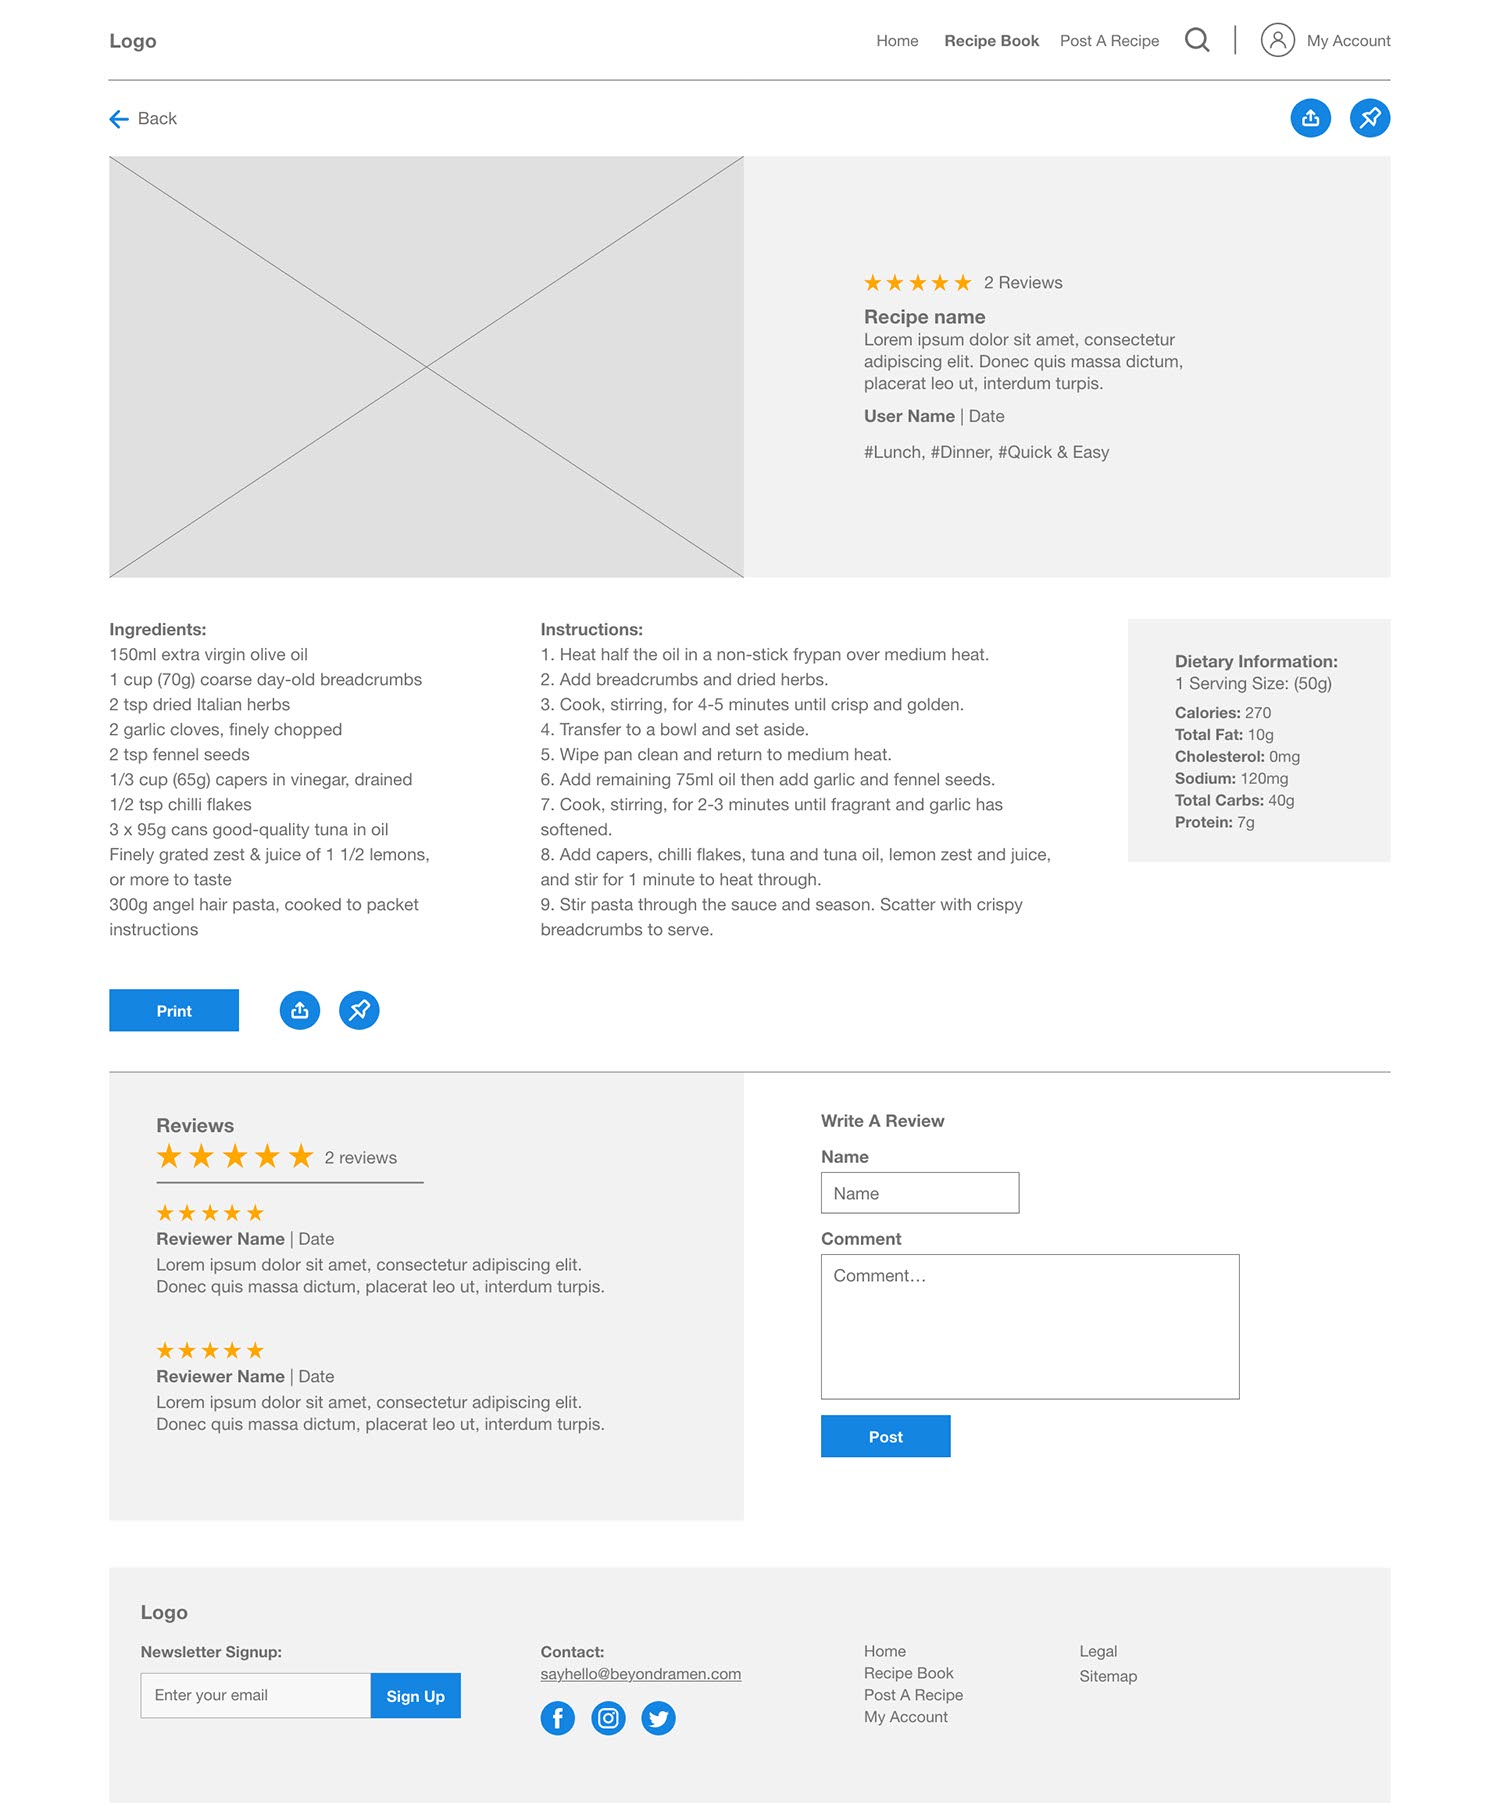 Logo
Home Recipe Book Post A Recipe My Account
Back
2 Reviews
Recipe name
Lorem ipsum dolor sit amet, consectetur
adipiscing elit. Donec quis massa dictum,
placerat leo ut, interdum turpis.
User Name | Date
#Lunch, #Dinner, #Quick & Easy
Ingredients:
150ml extra virgin olive oil
1 cup (70g) coarse day-old breadcrumbs
2 tsp dried Italian herbs
2 garlic cloves, finely chopped
2 tsp fennel seeds
1/3 cup (65g) capers in vinegar, drained
1/2 tsp chilli flakes
3 x 95g cans good-quality tuna in oil
Finely grated zest & juice of 1 1/2 lemons,
or more to taste
300g angel hair pasta, cooked to packet
instructions
Instructions:
1. Heat half the oil in a non-stick frypan over medium heat.
2. Add breadcrumbs and dried herbs.
3. Cook, stirring, for 4-5 minutes until crisp and golden.
4. Transfer to a bowl and set aside.
5. Wipe pan clean and return to medium heat.
6. Add remaining 75ml oil then add garlic and fennel seeds.
7. Cook, stirring, for 2-3 minutes until fragrant and garlic has
softened.
8. Add capers, chilli flakes, tuna and tuna oil, lemon zest and juice,
and stir for 1 minute to heat through.
9. Stir pasta through the sauce and season. Scatter with crispy
breadcrumbs to serve.
Dietary Information:
1 Serving Size: (50g)
Calories: 270
Total Fat: 10g
Cholesterol: 0mg
Sodium: 120mg
Total Carbs: 40g
Protein: 7g
Print
Reviews
2 reviews
Reviewer Name | Date
Lorem ipsum dolor sit amet, consectetur adipiscing elit.
Donec quis massa dictum, placerat leo ut, interdum turpis.
Reviewer Name | Date
Lorem ipsum dolor sit amet, consectetur adipiscing elit.
Donec quis massa dictum, placerat leo ut, interdum turpis.
Write A Review
Name
Name
Comment
Comment...
Post
Logo
Newsletter Signup:
Enter your email
Sign Up
Contact:
sayhello@beyondramen.com
Home
Recipe Book
Post A Recipe
My Account
Legal
Sitemap